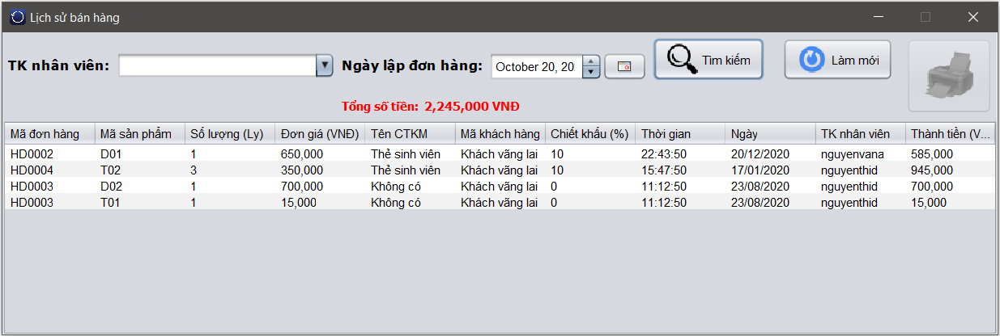 Lịch sử bán hàng
TK nhân viên: Ngày lập đơn hàng: October 20, 20 Tìm kiếm Làm mới
Tổng số tiền: 2,245,000 VNĐ
Mã đơn hàng Mã sản phẩm Số lượng (Ly) Đơn giá (VNĐ) Tên CTKM Mã khách hàng Chiết khấu (%) Thời gian Ngày TK nhân viên Thành tiền (V...
HD0002 D01 1 650,000 Thẻ sinh viên Khách vãng lai 10 22:43:50 20/12/2020 nguyenvana 585,000
HD0004 T02 3 350,000 Thẻ sinh viên Khách vãng lai 10 15:47:50 17/01/2020 nguyenthid 945,000
HD0003 D02 1 700,000 Không có Khách vãng lai 0 11:12:50 23/08/2020 nguyenthid 700,000
HD0003 T01 1 15,000 Không có Khách vãng lai 0 11:12:50 23/08/2020 nguyenthid 15,000